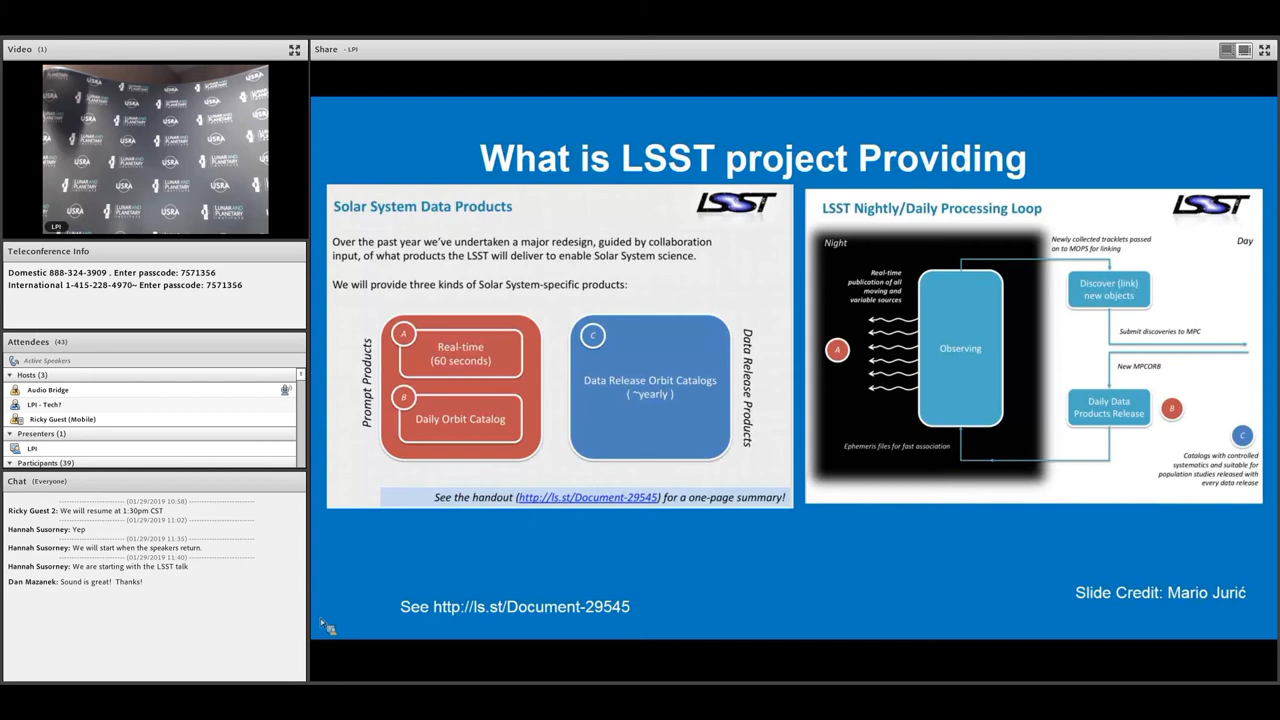 Video (1)
LUNAR AND PLANETARY
INSTITUTE
USRA
LPI
Teleconference Info
Domestic 888-324-3909 . Enter passcode: 7571356
International 1-415-228-4970~ Enter passcode: 7571356
Attendees (43)
Active Speakers
Hosts (3)
Audio Bridge
LPI - Tech?
Ricky Guest (Mobile)
Presenters (1)
LPI
Participants (39)
Chat (Everyone)
(01/29/2019 10:58)
Ricky Guest 2: We will resume at 1:30pm CST
(01/29/2019 11:02)
Hannah Susorney: Yep
(01/29/2019 11:35)
Hannah Susorney: We will start when the speakers return.
(01/29/2019 11:40)
Hannah Susorney: We are starting with the LSST talk
Dan Mazanek: Sound is great! Thanks!
Share - LPI
What is LSST project Providing
Solar System Data Products
LSST
Over the past year we've undertaken a major redesign, guided by collaboration
input, of what products the LSST will deliver to enable Solar System science.
We will provide three kinds of Solar System-specific products:
Prompt Products
A
Real-time
(60 seconds)
B
Daily Orbit Catalog
C
Data Release Orbit Catalogs
( ~yearly )
Data Release Products
See the handout (http://ls.st/Document-29545) for a one-page summary!
LSST Nightly/Daily Processing Loop
LSST
Night
Newly collected tracklets passed
on to MOPS for linking
Day
Real-time
publication of all
moving and
variable sources
A
Observing
Discover (link)
new objects
Submit discoveries to MPC
New MPCORB
Daily Data
Products Release
B
Ephemeris files for fast association
C
Catalogs with controlled
systematics and suitable for
population studies released with
every data release
See http://ls.st/Document-29545
Slide Credit: Mario Jurić